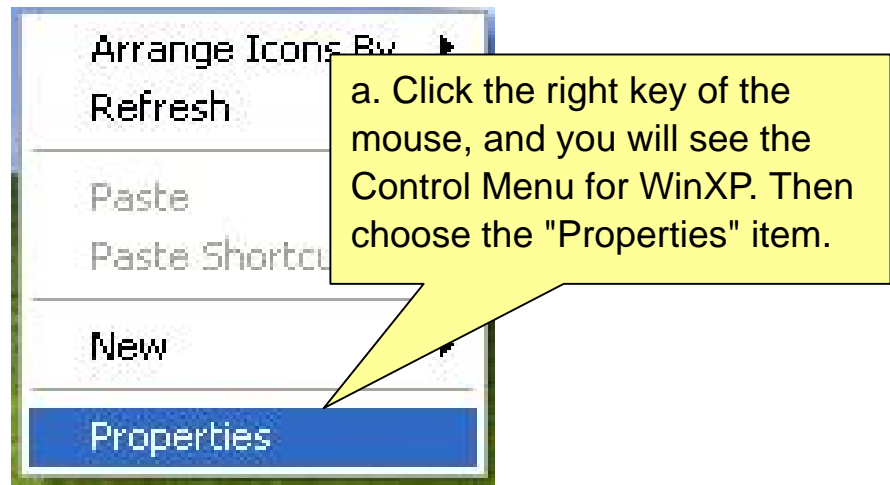 Arrange Icons By
Refresh
a. Click the right key of the
mouse, and you will see the
Control Menu for WinXP. Then
choose the "Properties" item.
Paste
Paste Shortcu
New
Properties